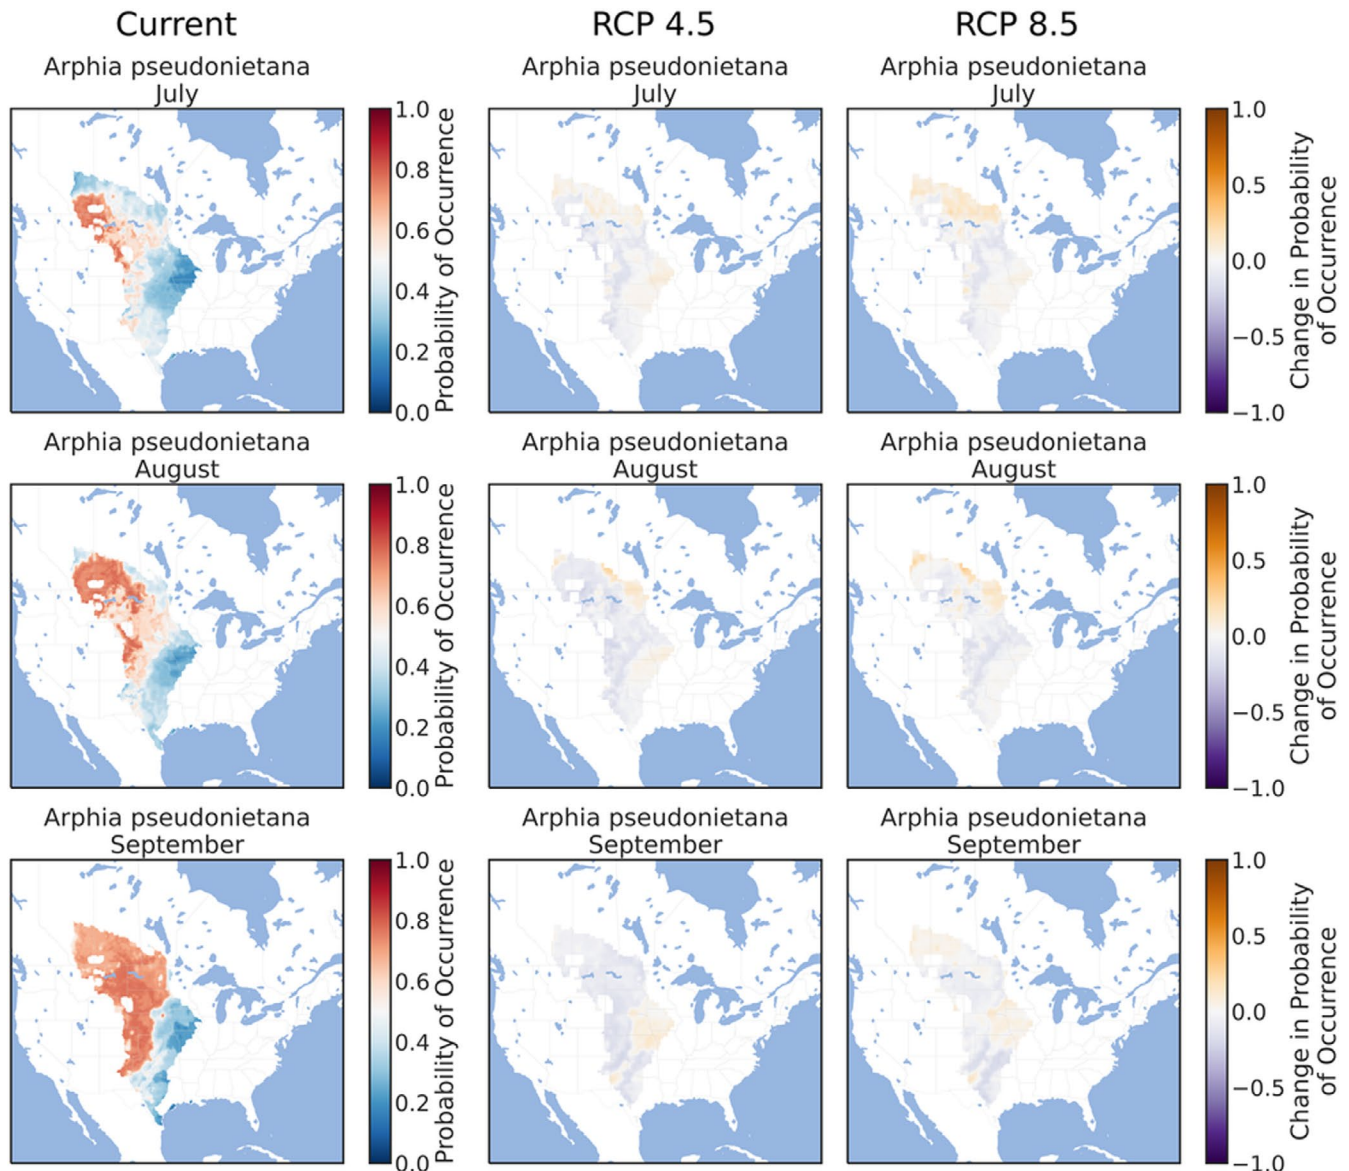 Current
RCP 4.5
RCP 8.5
Arphia pseudonietana
July
Arphia pseudonietana
July
Arphia pseudonietana
July
1.0
0.8
0.6
0.4
0.2
0.0
Probability of Occurrence
1.0
0.5
0.0
−0.5
−1.0
Change in Probability
of Occurrence
Arphia pseudonietana
August
Arphia pseudonietana
August
Arphia pseudonietana
August
1.0
0.8
0.6
0.4
0.2
0.0
Probability of Occurrence
1.0
0.5
0.0
−0.5
−1.0
Change in Probability
of Occurrence
Arphia pseudonietana
September
Arphia pseudonietana
September
Arphia pseudonietana
September
1.0
0.8
0.6
0.4
0.2
0.0
Probability of Occurrence
1.0
0.5
0.0
−0.5
−1.0
Change in Probability
of Occurrence